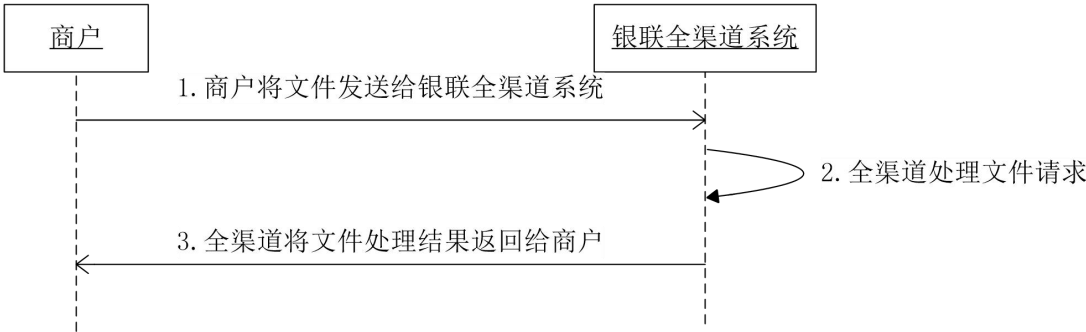 商户
银联全渠道系统
1.商户将文件发送给银联全渠道系统
2.全渠道处理文件请求
3.全渠道将文件处理结果返回给商户